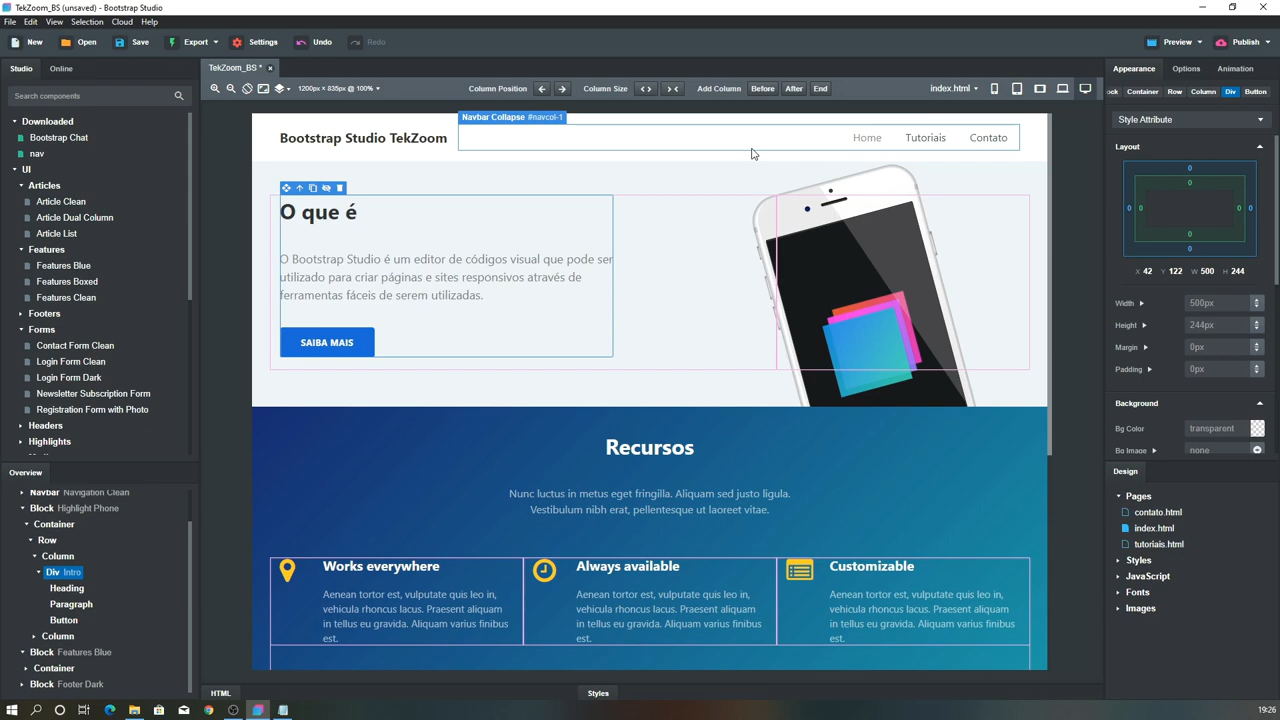 TekZoom_BS (unsaved) - Bootstrap Studio
File Edit View Selection Cloud Help
New Open Save Export Settings Undo Redo Preview Publish
Studio Online
TekZoom_BS *
Appearance Options Animation
Search components
1200px × 835px @ 100%
Column Position Column Size Add Column Before After End
index.html
ock Container Row Column Div Button
Style Attribute
Downloaded
Bootstrap Chat
nav
UI
Articles
Article Clean
Article Dual Column
Article List
Features
Features Blue
Features Boxed
Features Clean
Footers
Forms
Contact Form Clean
Login Form Clean
Login Form Dark
Newsletter Subscription Form
Registration Form with Photo
Headers
Highlights
Overview
Navbar Navigation Clean
Block Highlight Phone
Container
Row
Column
Div Intro
Heading
Paragraph
Button
Column
Block Features Blue
Container
Block Footer Dark
Navbar Collapse #navcol-1
Bootstrap Studio TekZoom
Home Tutoriais Contato
O que é
O Bootstrap Studio é um editor de códigos visual que pode ser
utilizado para criar páginas e sites responsivos através de
ferramentas fáceis de serem utilizadas.
SAIBA MAIS
Recursos
Nunc luctus in metus eget fringilla. Aliquam sed justo ligula.
Vestibulum nibh erat, pellentesque ut laoreet vitae.
Works everywhere
Aenean tortor est, vulputate quis leo in,
vehicula rhoncus lacus. Praesent aliquam
in tellus eu gravida. Aliquam varius finibus
est.
Always available
Aenean tortor est, vulputate quis leo in,
vehicula rhoncus lacus. Praesent aliquam
in tellus eu gravida. Aliquam varius finibus
est.
Customizable
Aenean tortor est, vulputate quis leo in,
vehicula rhoncus lacus. Praesent aliquam
in tellus eu gravida. Aliquam varius finibus
est.
HTML
Styles
Layout
0
0
0 0 0 0
0
0
X 42 Y 122 W 500 H 244
Width 500px
Height 244px
Margin 0px
Padding 0px
Background
Bg Color transparent
Bg Image none
Design
Pages
contato.html
index.html
tutoriais.html
Styles
JavaScript
Fonts
Images
19:26